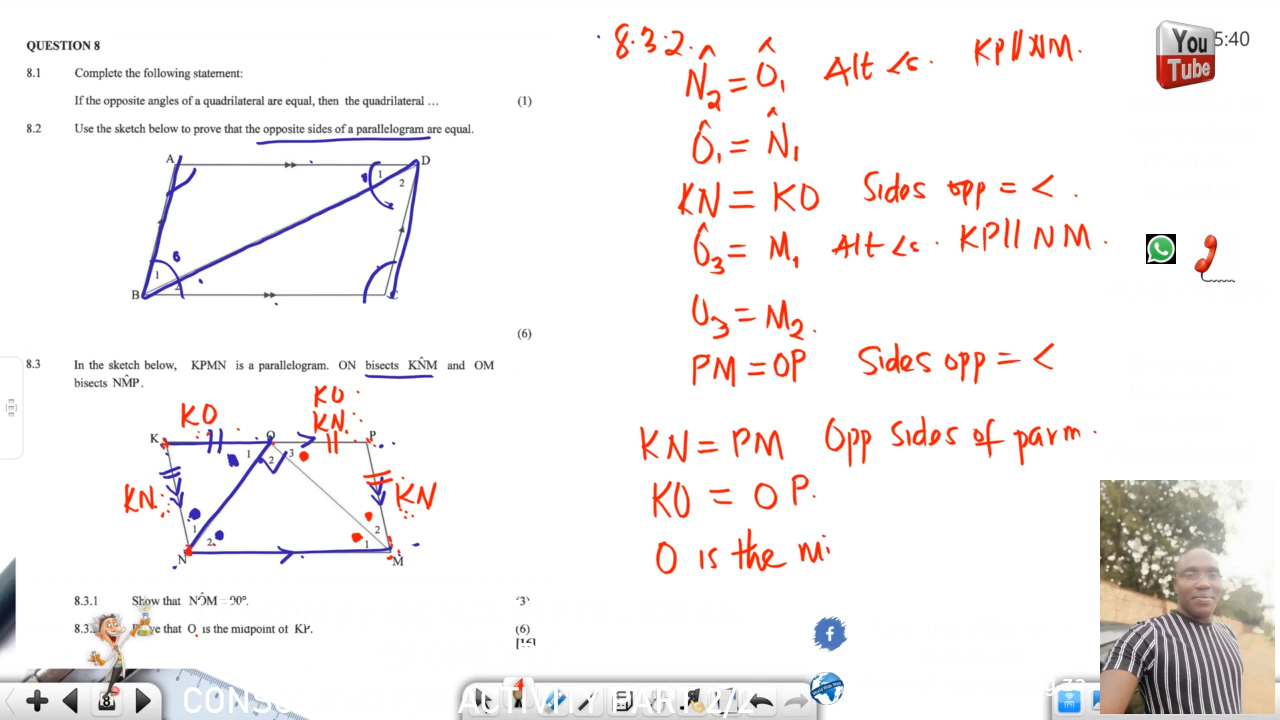 QUESTION 8
8.1 Complete the following statement:
If the opposite angles of a quadrilateral are equal, then the quadrilateral … (1)
8.2 Use the sketch below to prove that the opposite sides of a parallelogram are equal.
A D
1
2
1
2
B C
(6)
8.3 In the sketch below, KPMN is a parallelogram. ON bisects KN̂M and OM
bisects NM̂P.
KO
KO
KN
K O P
1 2 3
KN KN
1 2
2 1
N M
8.3.1 Show that NÔM = 90°. (3)
8.3. that O is the midpoint of KP. (6)
[16]
8.3.2.
N̂₂ = Ô₁ Alt <s. KP//NM.
Ô₁ = N̂₁
KN = KO Sides opp = <.
Ô₃ = M₁ Alt <s. KP//NM.
O₃ = M₂.
PM = OP Sides opp = <
KN = PM Opp sides of parm.
KO = OP.
O is the mi
You
Tube
5:40
8
ACTIVITY PART 2/2